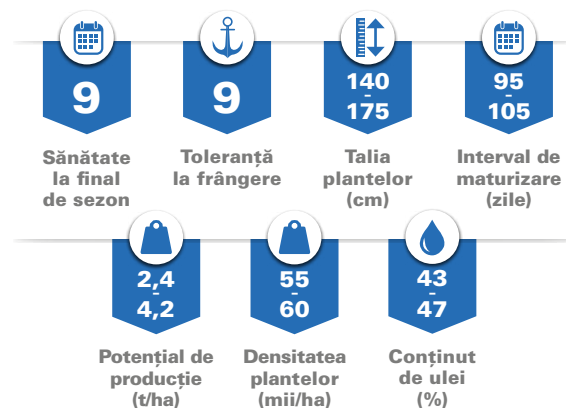 9
Sănătate
la final
de sezon
9
Toleranță
la frângere
140
-
175
Talia
plantelor
(cm)
95
-
105
Interval de
maturizare
(zile)
2,4
-
4,2
Potențial de
producție
(t/ha)
55
-
60
Densitatea
plantelor
(mii/ha)
43
-
47
Conținut
de ulei
(%)